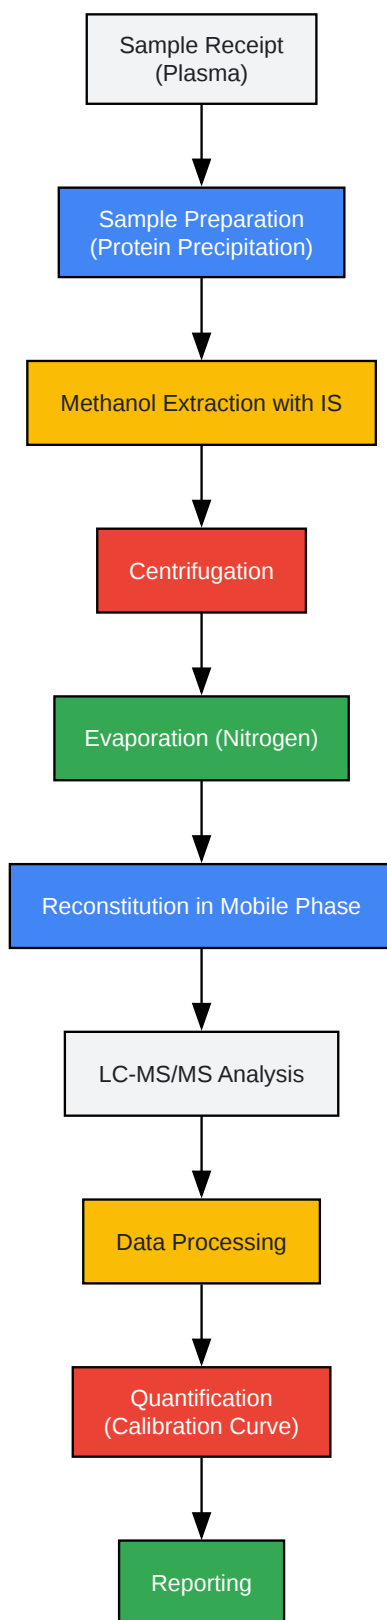 Sample Receipt
(Plasma)
Sample Preparation
(Protein Precipitation)
Methanol Extraction with IS
Centrifugation
Evaporation (Nitrogen)
Reconstitution in Mobile Phase
LC-MS/MS Analysis
Data Processing
Quantification
(Calibration Curve)
Reporting